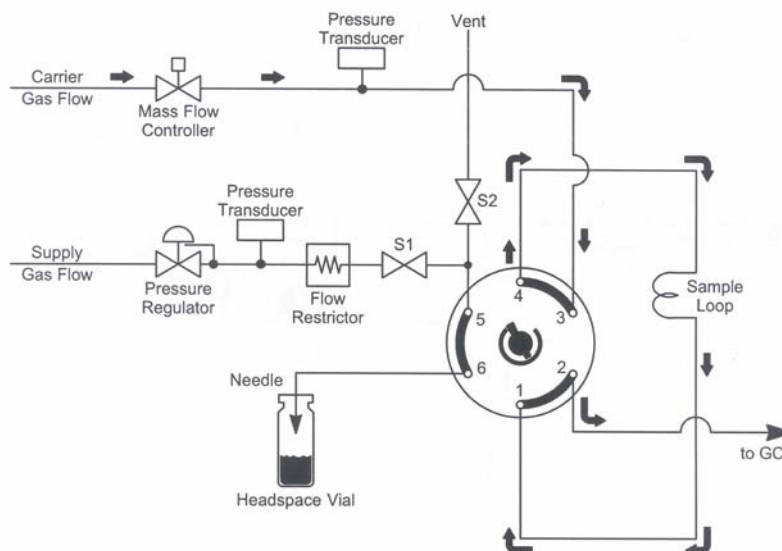 Vent
Pressure
Transducer
Carrier
Gas Flow
Mass Flow
Controller
Pressure
Transducer
S2
S1
Supply
Gas Flow
Pressure
Regulator
Flow
Restrictor
Sample
Loop
4
3
5
6
2
1
Needle
to GC
Headspace Vial